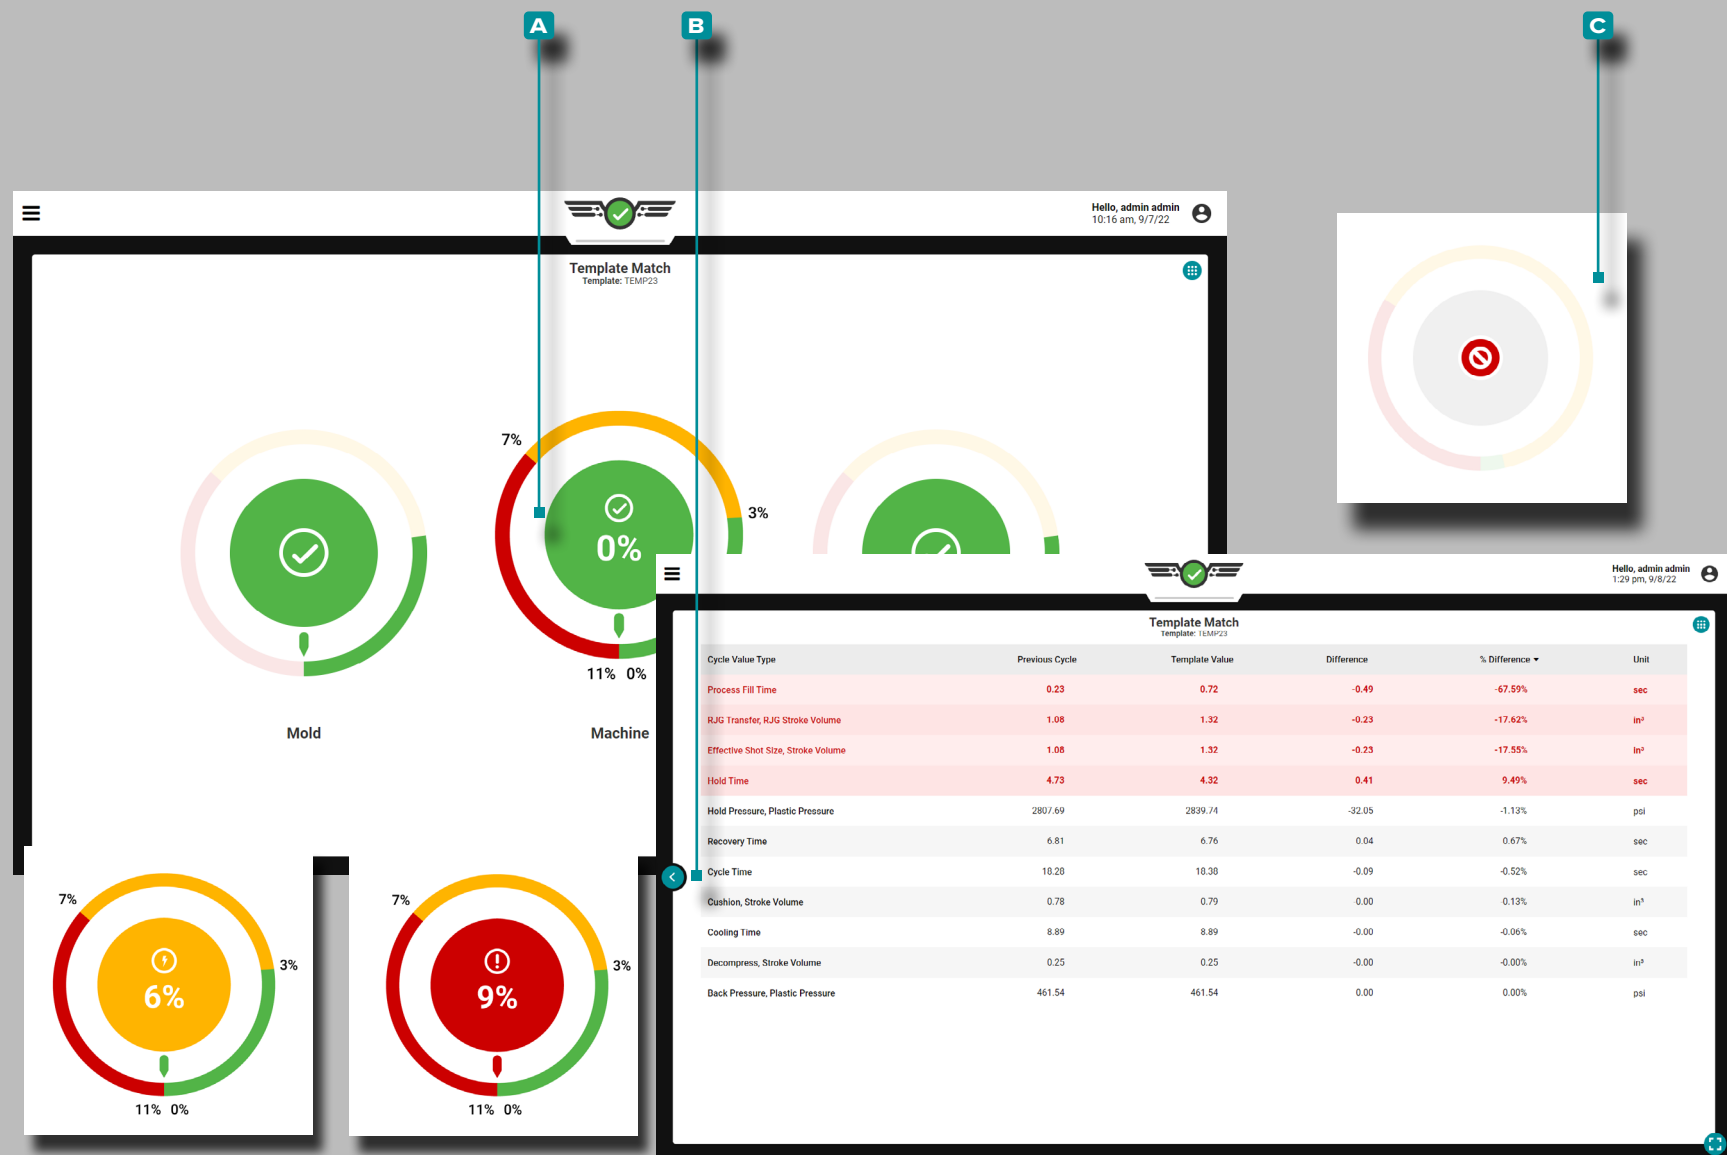 A
B
C
Hello, admin admin
10:16 am, 9/7/22
Template Match
Template: TEMP23
7%
3%
0%
11% 0%
Mold
Machine
Hello, admin admin
1:29 pm, 9/8/22
Template Match
Template: TEMP23
Cycle Value Type Previous Cycle Template Value Difference % Difference Unit
Process Fill Time 0.23 0.72 -0.49 -67.59% sec
RJG Transfer, RJG Stroke Volume 1.08 1.32 -0.23 -17.62% in³
Effective Shot Size, Stroke Volume 1.08 1.32 -0.23 -17.55% in³
Hold Time 4.73 4.32 0.41 9.49% sec
Hold Pressure, Plastic Pressure 2807.69 2839.74 -32.05 -1.13% psi
Recovery Time 6.81 6.76 0.04 0.67% sec
Cycle Time 18.28 18.38 -0.09 -0.52% sec
Cushion, Stroke Volume 0.78 0.79 -0.00 -0.13% in³
Cooling Time 8.89 8.89 -0.00 -0.06% sec
Decompress, Stroke Volume 0.25 0.25 -0.00 -0.00% in³
Back Pressure, Plastic Pressure 461.54 461.54 0.00 0.00% psi
7%
3%
6%
11% 0%
7%
3%
9%
11% 0%